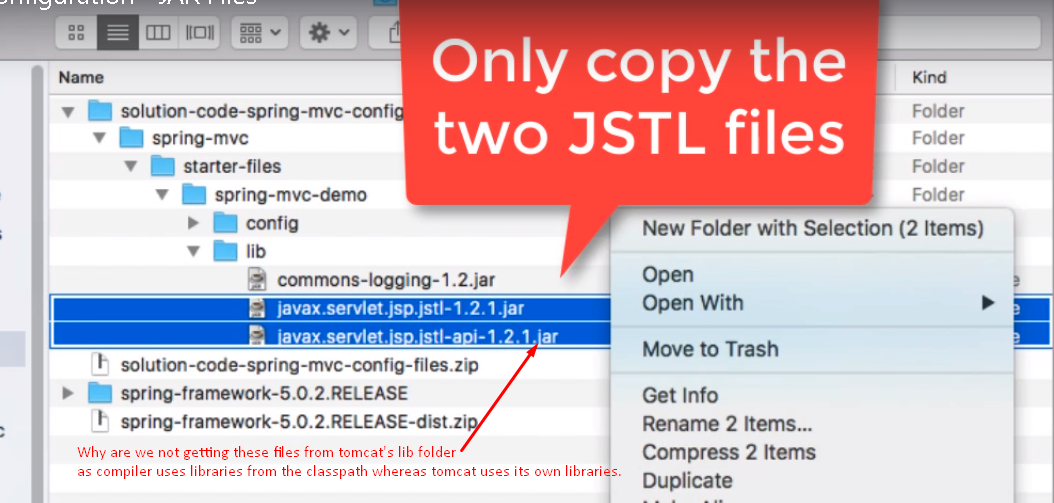 Configuration - JAR Files
Only copy the
two JSTL files
Name
Kind
solution-code-spring-mvc-config
Folder
spring-mvc
Folder
starter-files
Folder
spring-mvc-demo
Folder
config
lib
commons-logging-1.2.jar
javax.servlet.jsp.jstl-1.2.1.jar
javax.servlet.jsp.jstl-api-1.2.1.jar
solution-code-spring-mvc-config-files.zip
spring-framework-5.0.2.RELEASE
spring-framework-5.0.2.RELEASE-dist.zip
Why are we not getting these files from tomcat's lib folder
as compiler uses libraries from the classpath whereas tomcat uses its own libraries.
New Folder with Selection (2 Items)
Open
Open With
Move to Trash
Get Info
Rename 2 Items...
Compress 2 Items
Duplicate